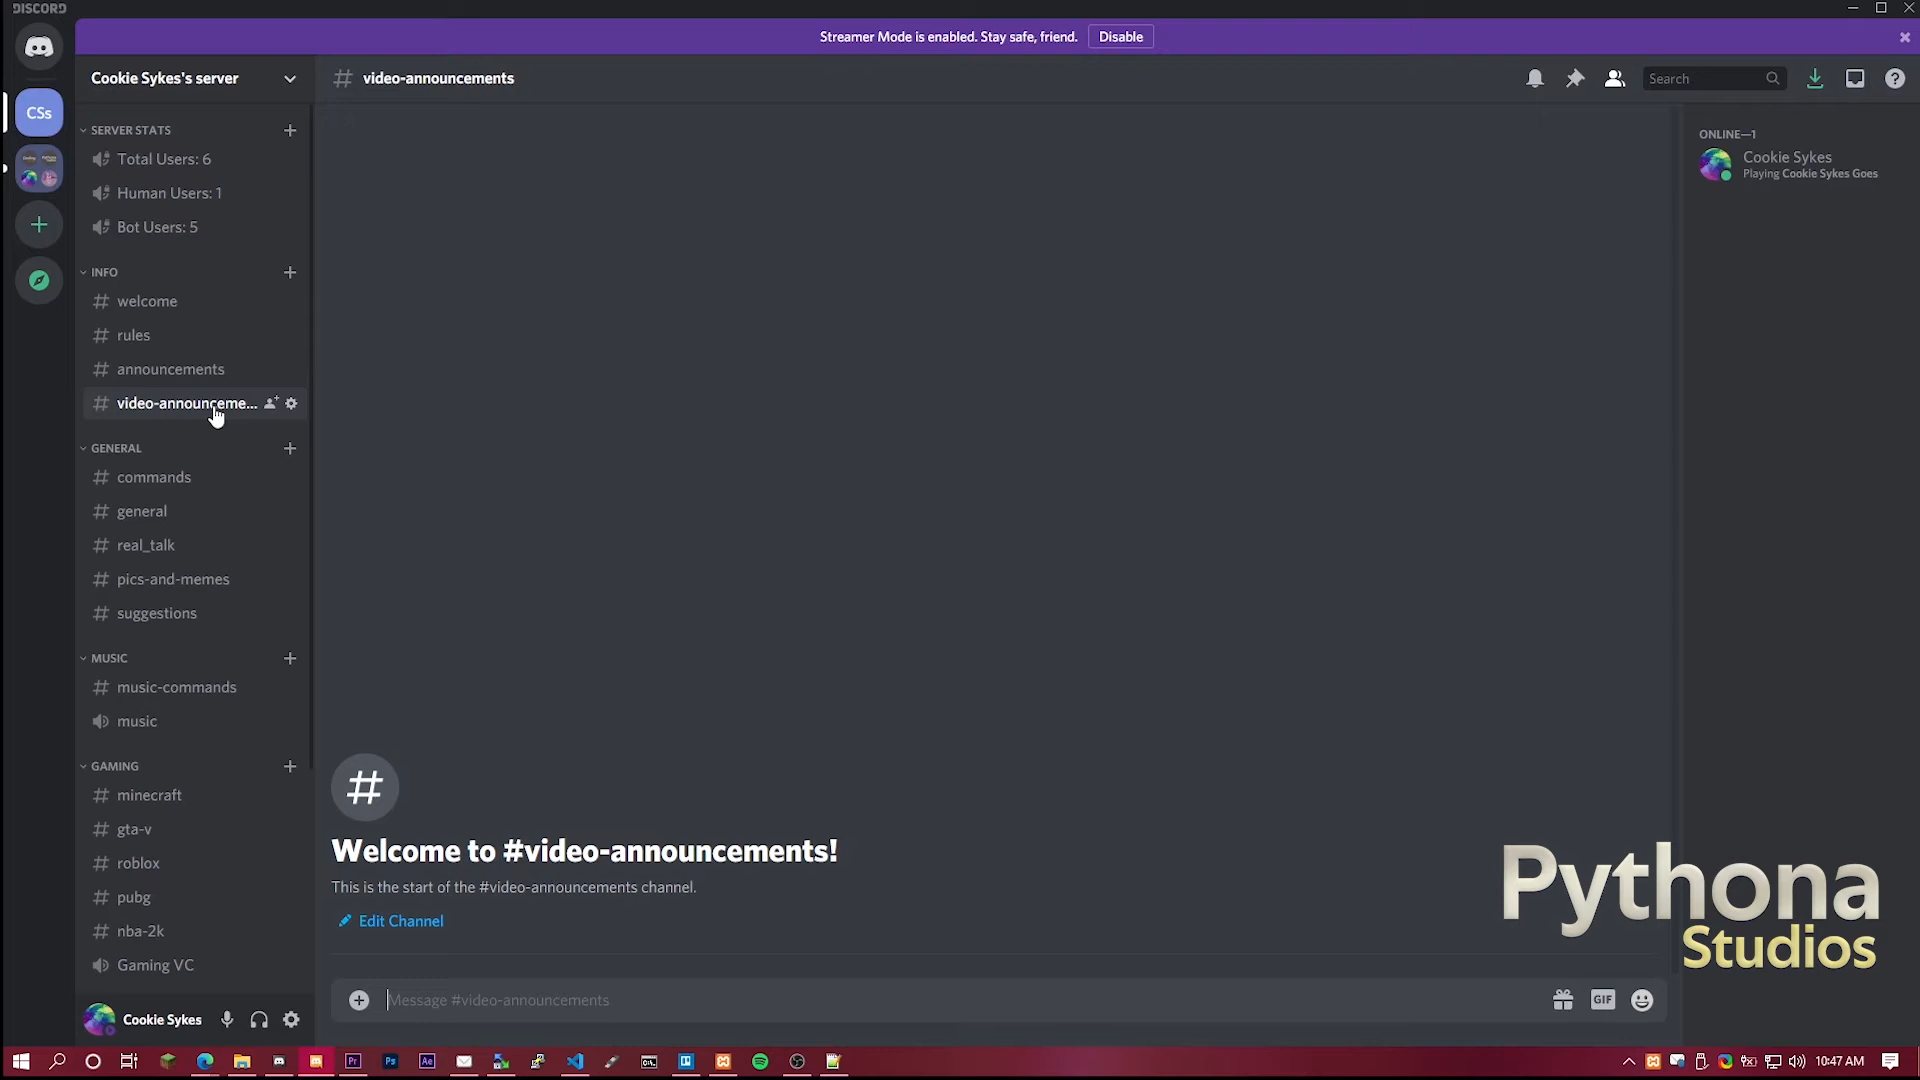 DISCORD
Streamer Mode is enabled. Stay safe, friend.
Disable
Cookie Sykes's server
video-announcements
Search
CSs
SERVER STATS
Total Users: 6
Human Users: 1
Bot Users: 5
INFO
# welcome
# rules
# announcements
# video-announceme...
GENERAL
# commands
# general
# real_talk
# pics-and-memes
# suggestions
MUSIC
# music-commands
music
GAMING
# minecraft
# gta-v
# roblox
# pubg
# nba-2k
Gaming VC
Cookie Sykes
#
Welcome to #video-announcements!
This is the start of the #video-announcements channel.
Edit Channel
Message #video-announcements
GIF
ONLINE—1
Cookie Sykes
Playing Cookie Sykes Goes
Pythona
Studios
Pr
Ps
Ae
10:47 AM